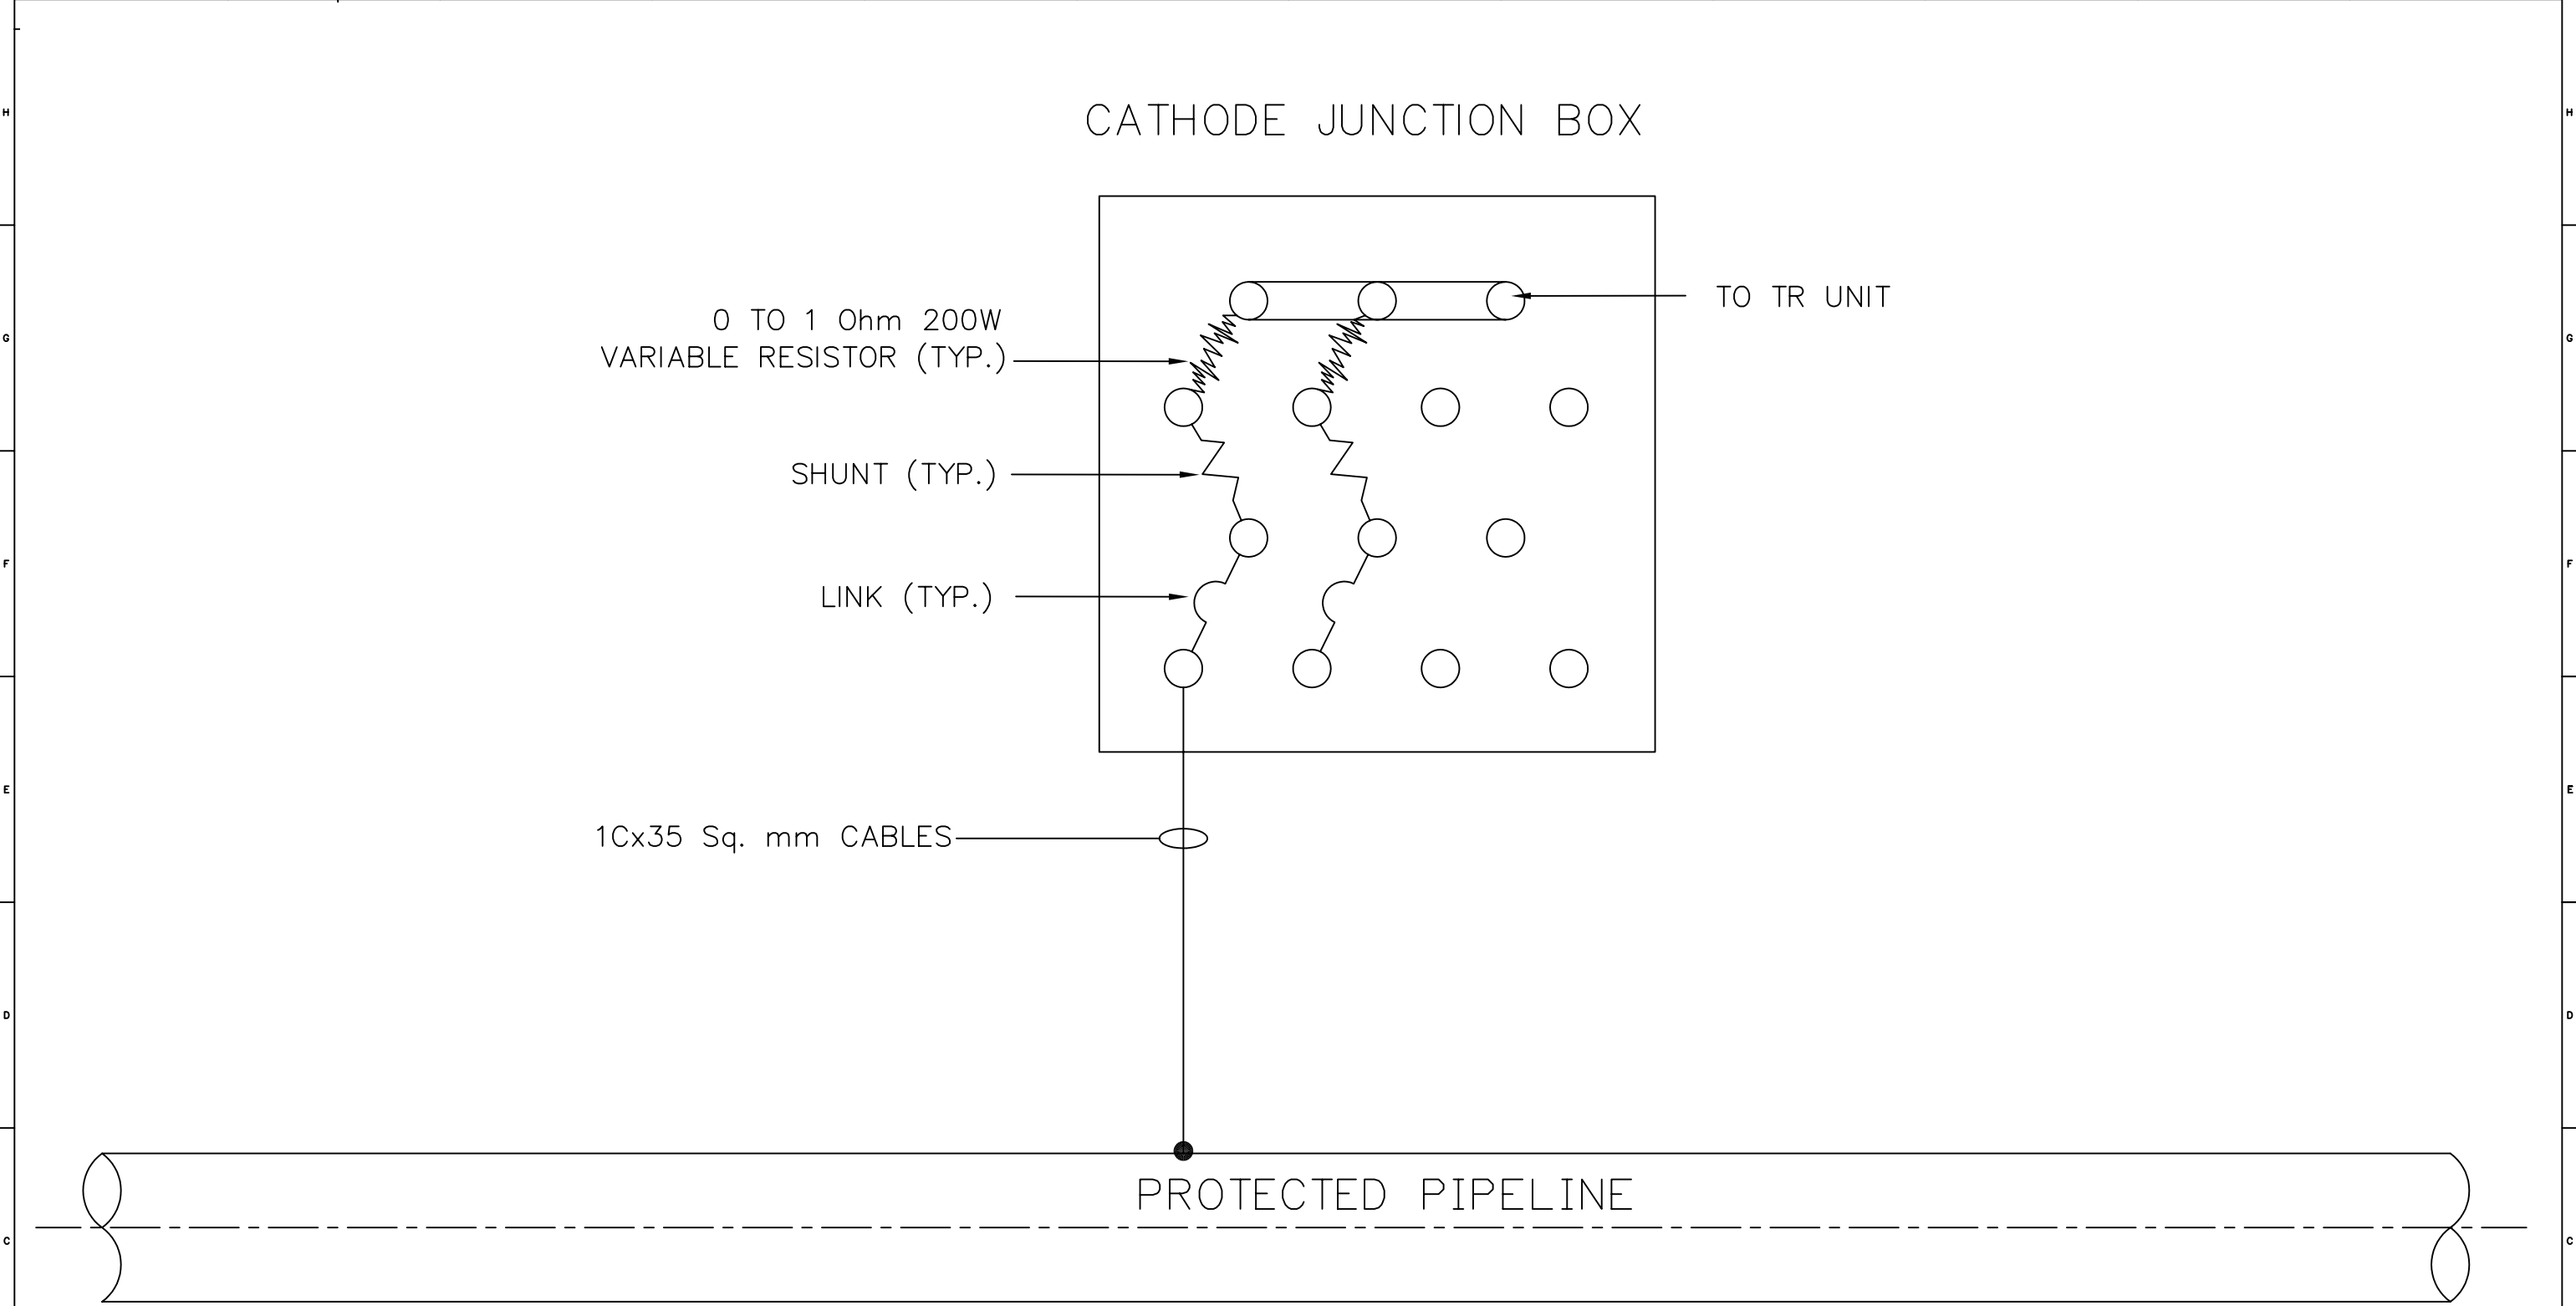 CATHODE JUNCTION BOX
0 TO 1 Ohm 200W
VARIABLE RESISTOR (TYP.)
TO TR UNIT
SHUNT (TYP.)
LINK (TYP.)
1Cx35 Sq. mm CABLES
PROTECTED PIPELINE
H
G
F
E
D
C
H
G
F
E
D
C